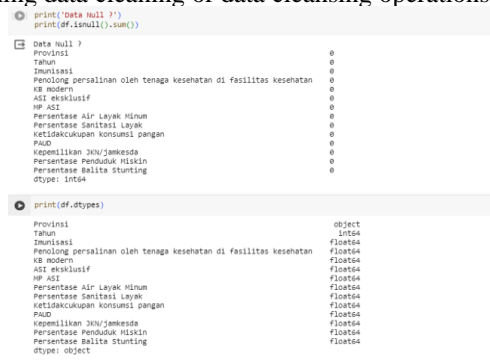 ing data cleaning or data cleansing operations
print('Data Null ?')
print(df.isnull().sum())
Data Null ?
Provinsi 0
Tahun 0
Imunisasi 0
Penolong persalinan oleh tenaga kesehatan di fasilitas kesehatan 0
KB modern 0
ASI eksklusif 0
MP ASI 0
Persentase Air Layak Minum 0
Persentase Sanitasi Layak 0
Ketidakcukupan konsumsi pangan 0
PAUD 0
Kepemilikan JKN/jamkesda 0
Persentase Penduduk Miskin 0
Persentase Balita Stunting 0
dtype: int64
print(df.dtypes)
Provinsi object
Tahun int64
Imunisasi float64
Penolong persalinan oleh tenaga kesehatan di fasilitas kesehatan float64
KB modern float64
ASI eksklusif float64
MP ASI float64
Persentase Air Layak Minum float64
Persentase Sanitasi Layak float64
Ketidakcukupan konsumsi pangan float64
PAUD float64
Kepemilikan JKN/jamkesda float64
Persentase Penduduk Miskin float64
Persentase Balita Stunting float64
dtype: object